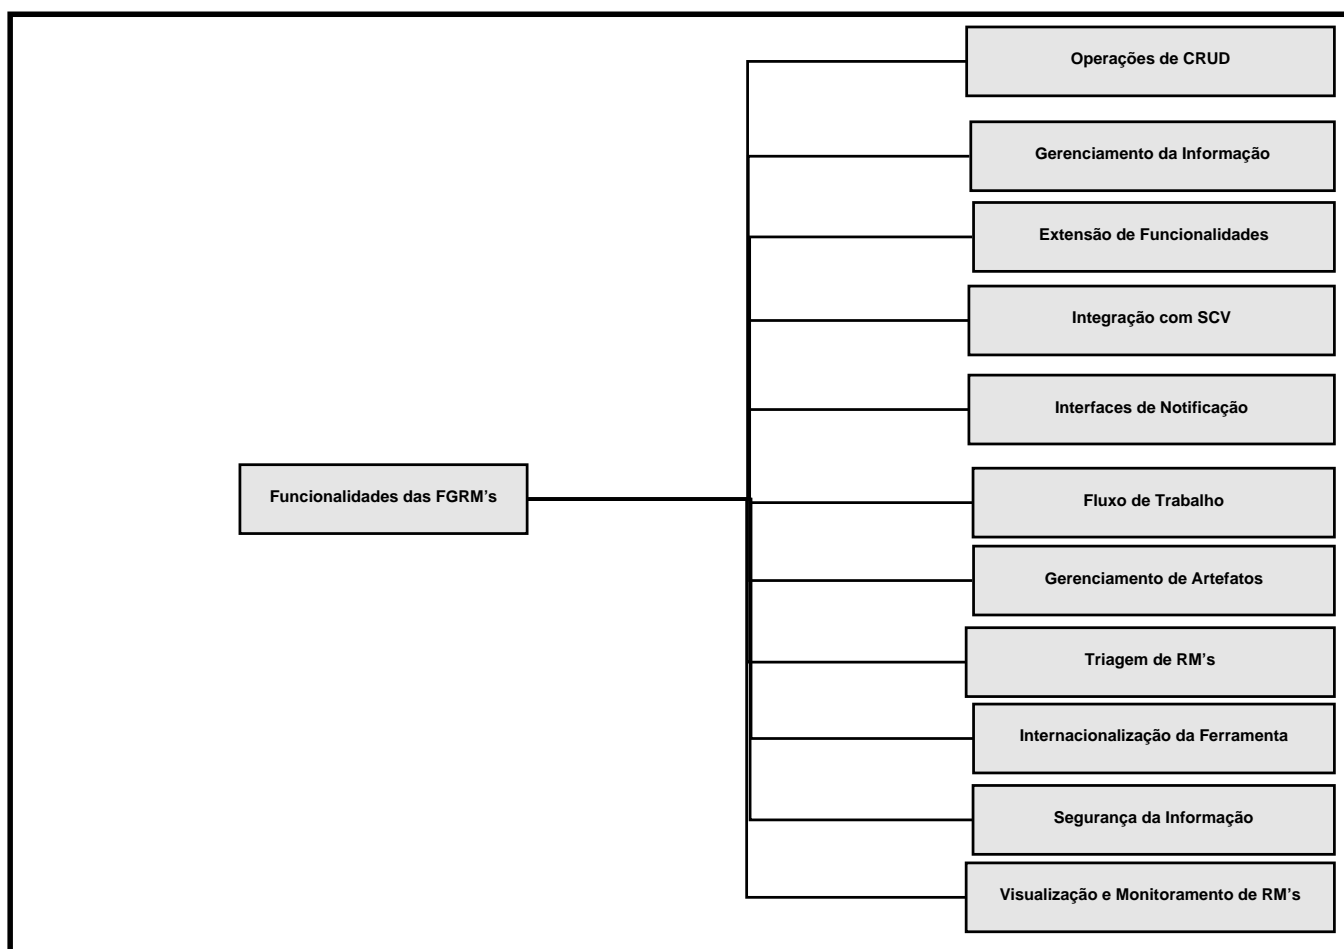 Operações de CRUD
Gerenciamento da Informação
Extensão de Funcionalidades
Integração com SCV
Interfaces de Notificação
Funcionalidades das FGRM’s
Fluxo de Trabalho
Gerenciamento de Artefatos
Triagem de RM’s
Internacionalização da Ferramenta
Segurança da Informação
Visualização e Monitoramento de RM’s